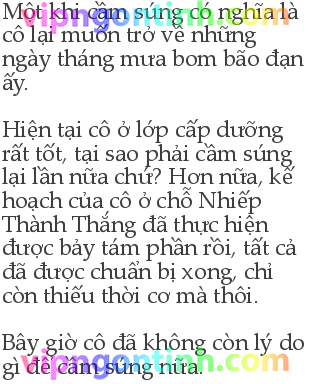 vipngontinh.com
Một khi cầm súng có nghĩa là
cô lại muốn trở về những
ngày tháng mưa bom bão đạn
ấy.
Hiện tại cô ở lớp cấp dưỡng
rất tốt, tại sao phải cầm súng
lại lần nữa chứ? Hơn nữa, kế
hoạch của cô ở chỗ Nhiếp
Thành Thắng đã thực hiện
được bảy tám phần rồi, tất cả
đã được chuẩn bị xong, chỉ
còn thiếu thời cơ mà thôi.
Bây giờ cô đã không còn lý do
gì để cầm súng nữa.
vipngontinh.com